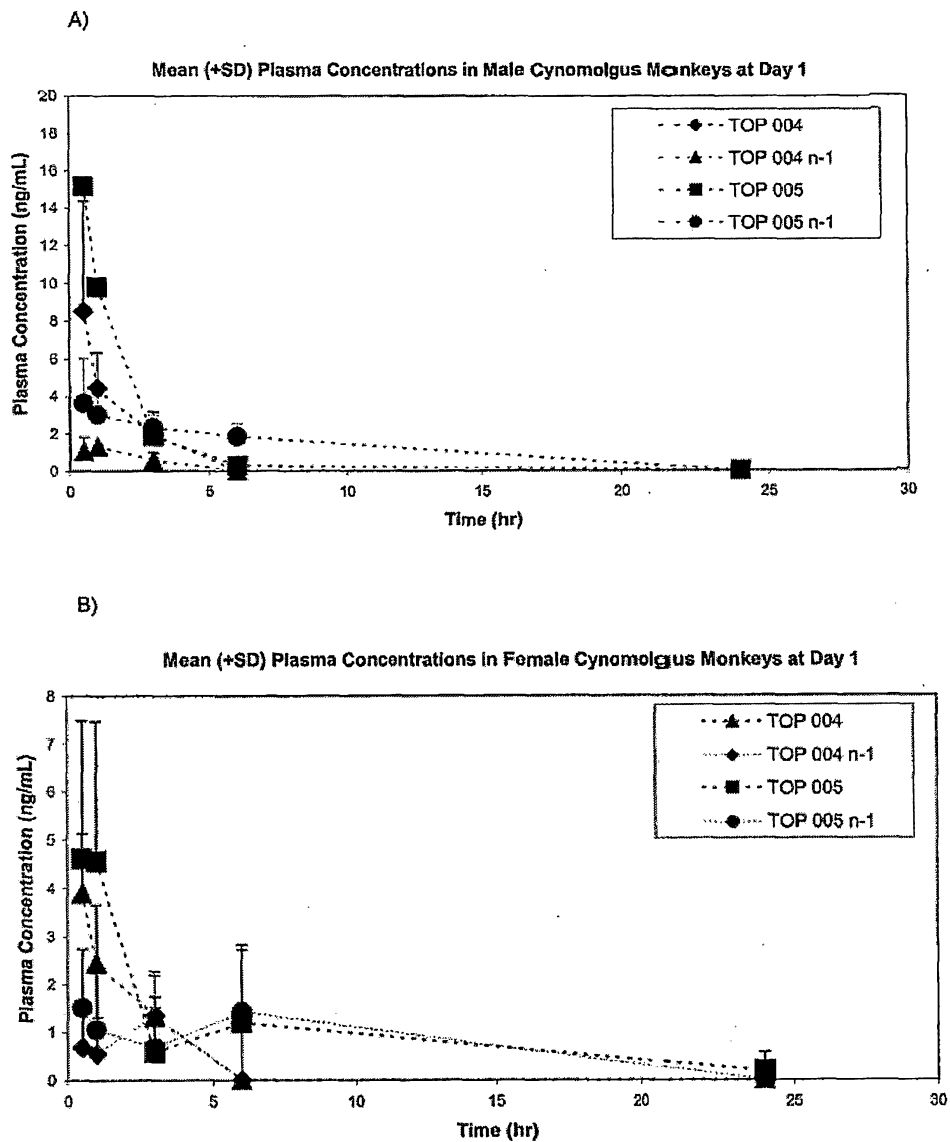 A)
Mean (+SD) Plasma Concentrations in Male Cynomolgus Monkeys at Day 1
Plasma Concentration (ng/mL)
20
18
16
14
12
10
8
6
4
2
0
TOP 004
TOP 004 n-1
TOP 005
TOP 005 n-1
0 5 10 15 20 25 30
Time (hr)
B)
Mean (+SD) Plasma Concentrations in Female Cynomolgus Monkeys at Day 1
Plasma Concentration (ng/mL)
8
7
6
5
4
3
2
1
0
TOP 004
TOP 004 n-1
TOP 005
TOP 005 n-1
0 5 10 15 20 25 30
Time (hr)